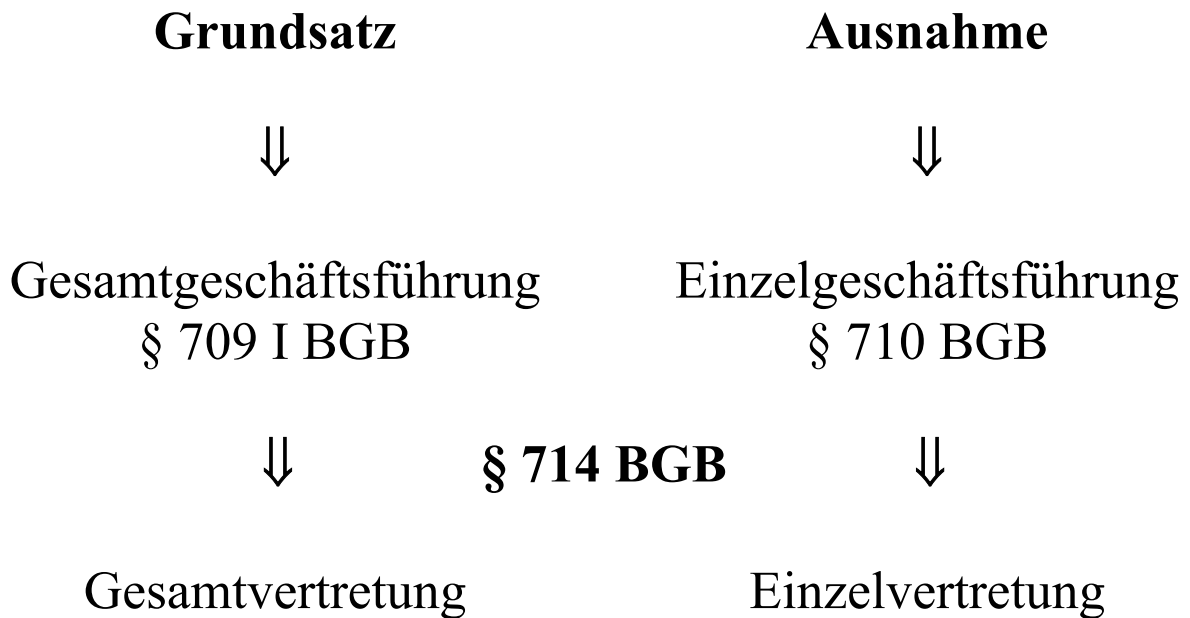 Grundsatz Ausnahme
⇓ ⇓
Gesamtgeschäftsführung Einzelgeschäftsführung
§ 709 I BGB § 710 BGB
⇓ § 714 BGB ⇓
Gesamtvertretung Einzelvertretung